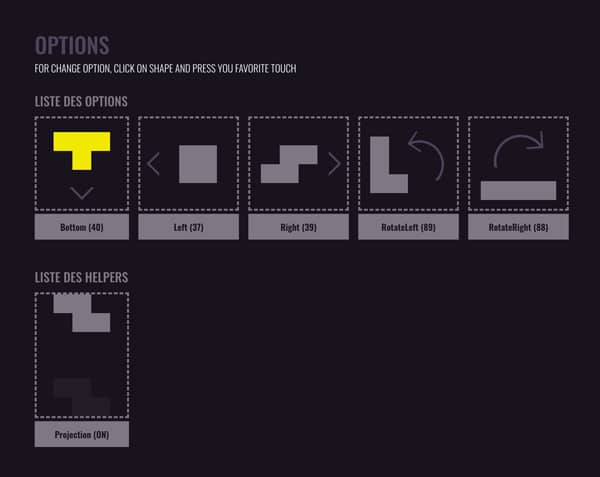 OPTIONS
FOR CHANGE OPTION, CLICK ON SHAPE AND PRESS YOU FAVORITE TOUCH
LISTE DES OPTIONS
Bottom (40)
Left (37)
Right (39)
RotateLeft (89)
RotateRight (88)
LISTE DES HELPERS
Projection (ON)